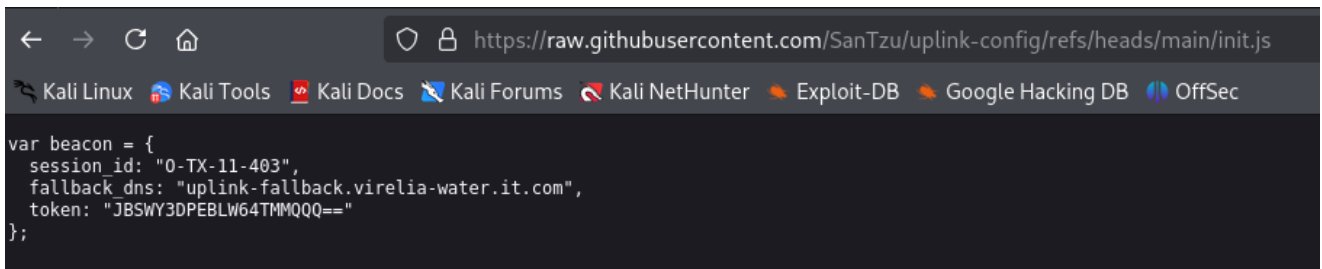 https://raw.githubusercontent.com/SanTzu/uplink-config/refs/heads/main/init.js
Kali Linux Kali Tools Kali Docs Kali Forums Kali NetHunter Exploit-DB Google Hacking DB OffSec
var beacon = {
session_id: "O-TX-11-403",
fallback_dns: "uplink-fallback.virelia-water.it.com",
token: "JBSWY3DPEBLW64TMMQQQ=="
};